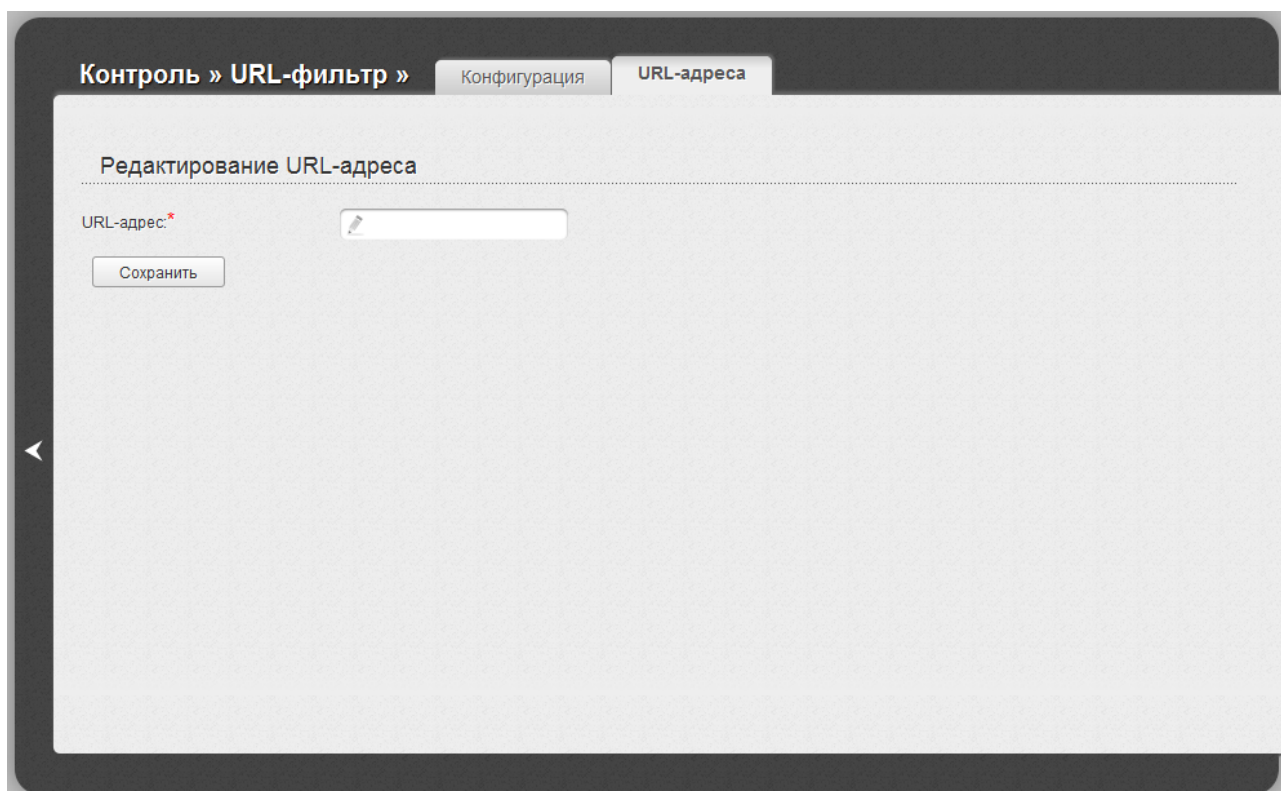 Контроль » URL-фильтр » Конфигурация URL-адреса
Редактирование URL-адреса
URL-адрес:*
Сохранить